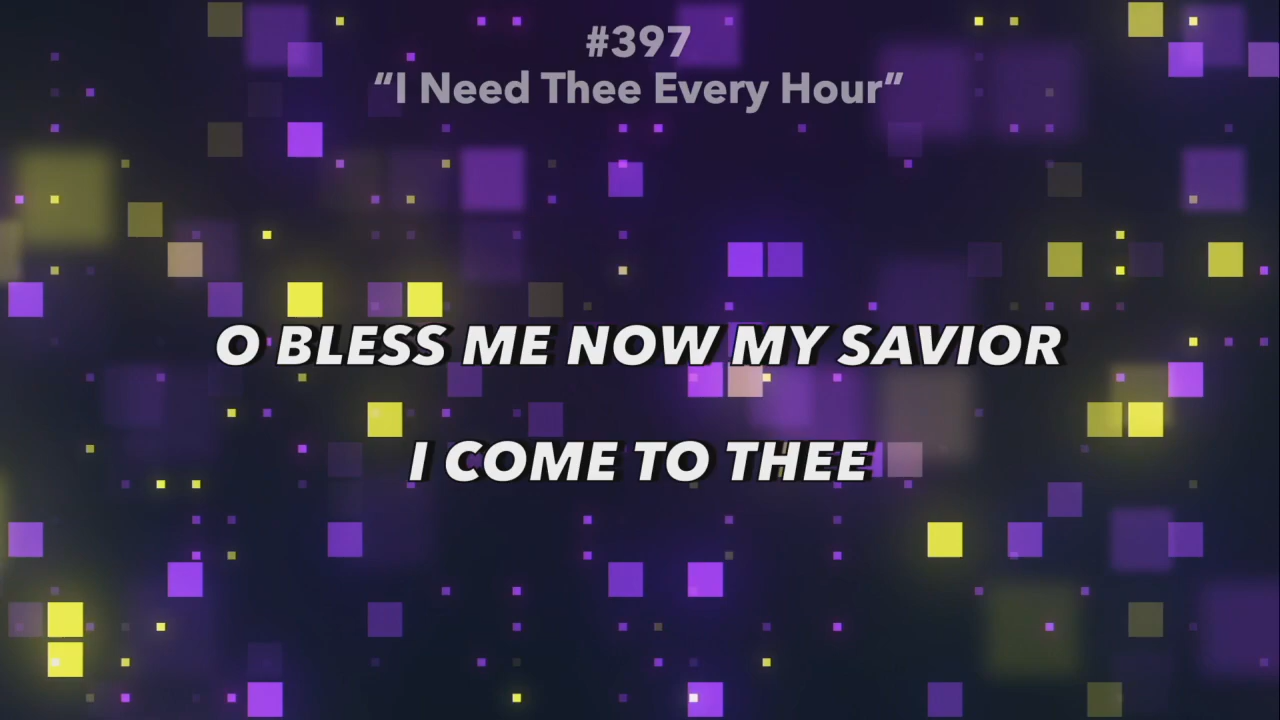 #397
“I Need Thee Every Hour”
O BLESS ME NOW MY SAVIOR
I COME TO THEE